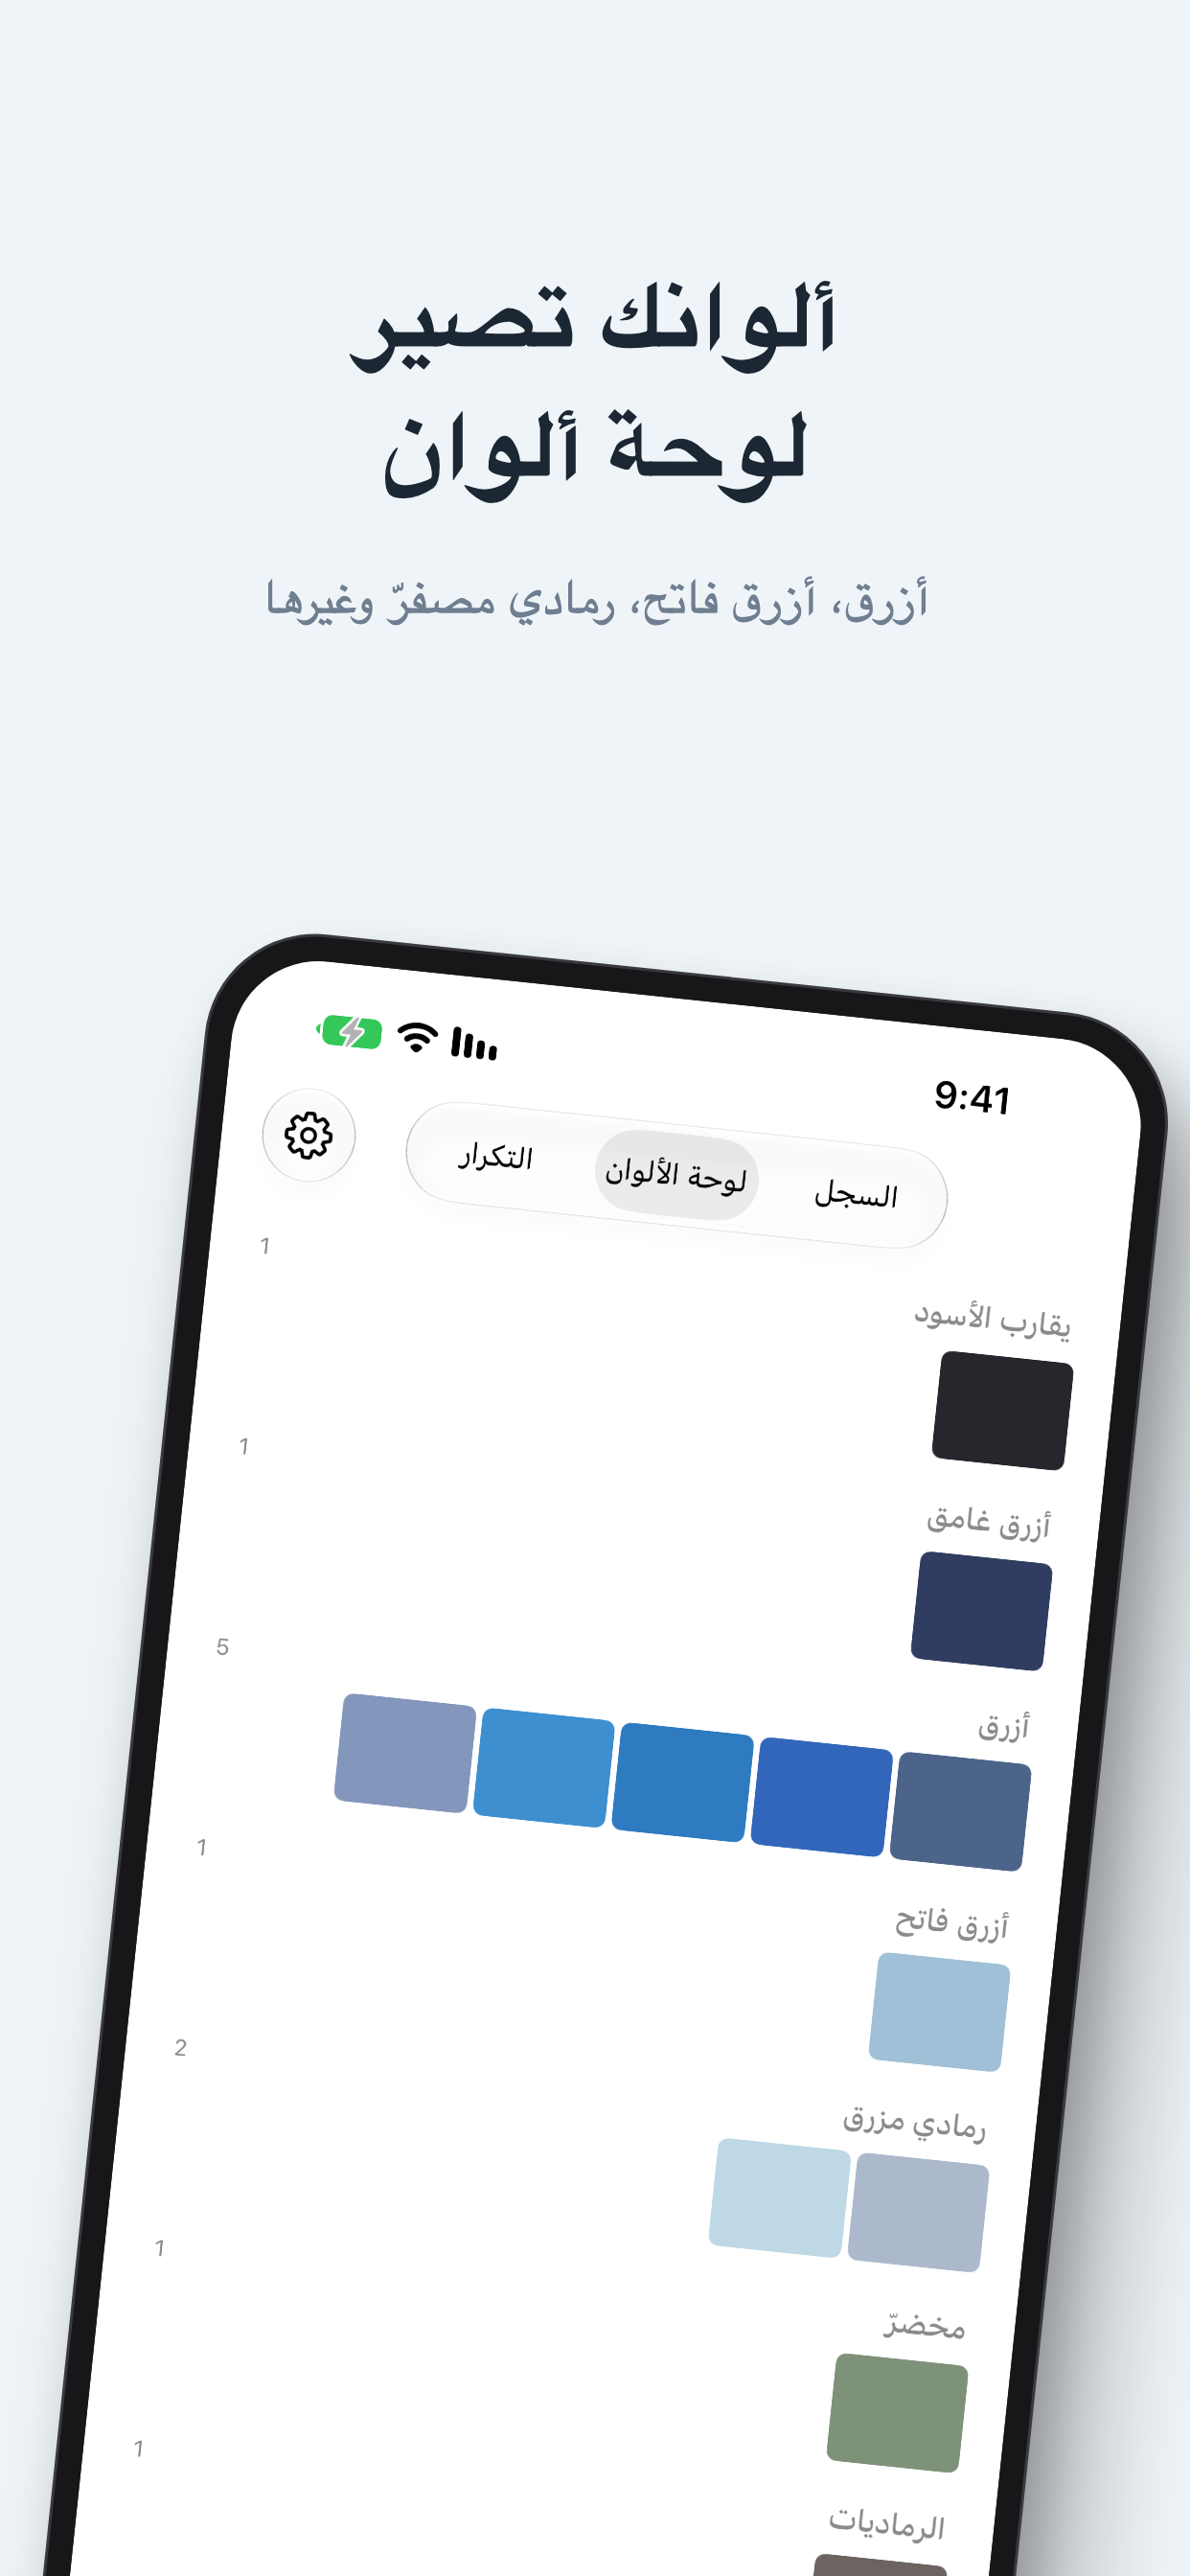 ألوانك تصير
لوحة ألوان
أزرق، أزرق فاتح، رمادي مصفرّ وغيرها
9:41
السجل
لوحة الألوان
التكرار
يقارب الأسود
1
أزرق غامق
1
أزرق
5
أزرق فاتح
1
رمادي مزرق
2
مخضرّ
1
الرماديات
1